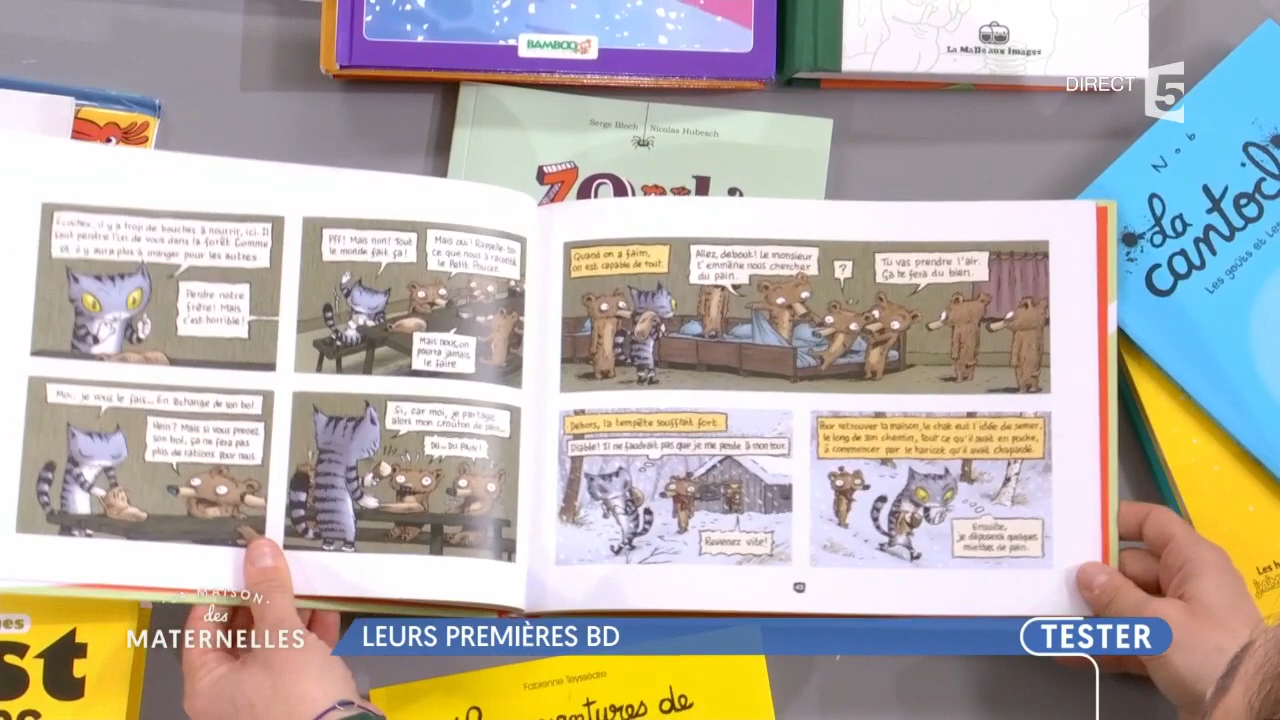 BAMBOO
La Malle aux Images
DIRECT 5
Serge Bloch Nicolas Hubesch
Nob
La
cantoche
Ecoutez, il y a trop de bouches à nourrir, ici. Il
faut perdre l'un de vous dans la forêt. Comme
ça, il y aura plus à manger pour les autres.
Perdre notre
frère! Mais
c'est horrible!
Pff! Mais non! Tout
le monde fait ça!
Mais oui! Rappelle-toi
ce que nous a raconté
le Petit Poucet.
Mais nous, on
pourra jamais
le faire.
Moi, je vous le fais... En échange de son bol.
Hein? Mais si vous prenez
son bol, ça ne fera pas
plus de rations pour nous.
Si, car moi, je partage
alors mon croûton de pain...
DU... DU PAIN!
Quand on a faim,
on est capable de tout.
Allez, debout! Le monsieur
t'emmène nous chercher
du pain.
?
Tu vas prendre l'air.
Ça te fera du bien.
Dehors, la tempête soufflait fort.
Diable! Il ne faudrait pas que je me perde à mon tour.
Revenez vite!
Pour retrouver la maison, le chat eut l'idée de semer,
le long de son chemin, tout ce qu'il avait en poche,
à commencer par le haricot qu'il avait chapardé.
Ensuite,
je déposerai quelques
miettes de pain.
43
LA MAISON
des
MATERNELLES
LEURS PREMIÈRES BD
TESTER
Fabienne Teyssèdre